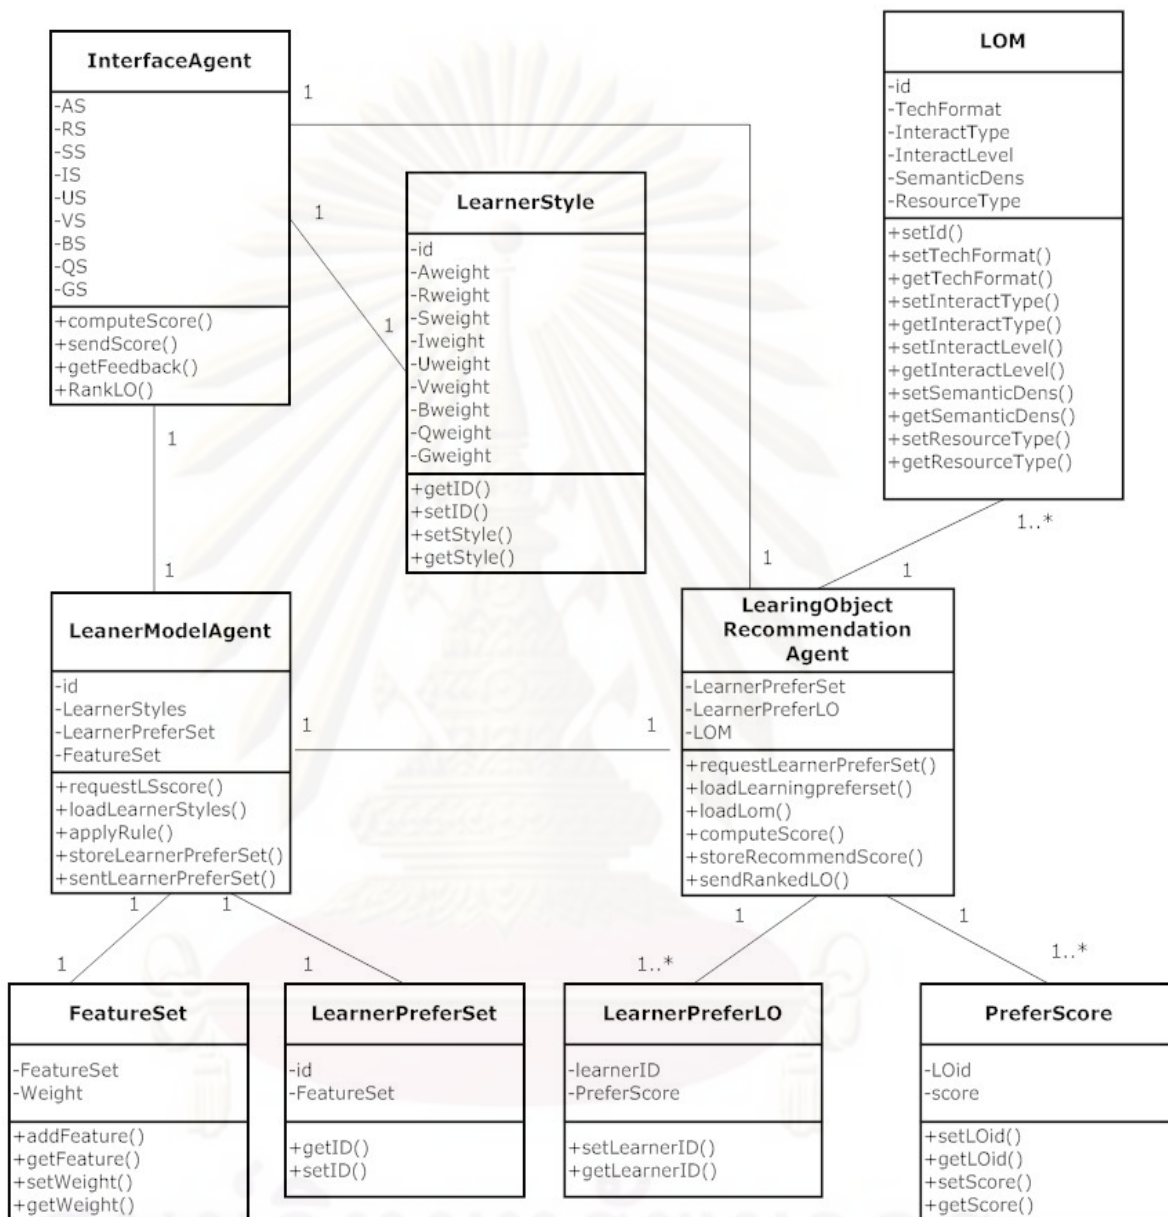 InterfaceAgent
-AS
-RS
-SS
-IS
-US
-VS
-BS
-QS
-GS
+computeScore()
+sendScore()
+getFeedback()
+RankLO()
1
1
1
1
1
1
LearnerStyle
-id
-Aweight
-Rweight
-Sweight
-Iweight
-Uweight
-Vweight
-Bweight
-Qweight
-Gweight
+getID()
+setID()
+setStyle()
+getStyle()
LOM
-id
-TechFormat
-InteractType
-InteractLevel
-SemanticDens
-ResourceType
+setId()
+setTechFormat()
+getTechFormat()
+setInteractType()
+getInteractType()
+setInteractLevel()
+getInteractLevel()
+setSemanticDens()
+getSemanticDens()
+setResourceType()
+getResourceType()
1..*
1
LeanerModelAgent
-id
-LearnerStyles
-LearnerPreferSet
-FeatureSet
+requestLSscore()
+loadLearnerStyles()
+applyRule()
+storeLearnerPreferSet()
+sentLearnerPreferSet()
1
1
LearingObject
Recommendation
Agent
-LearnerPreferSet
-LearnerPreferLO
-LOM
+requestLearnerPreferSet()
+loadLearningpreferset()
+loadLom()
+computeScore()
+storeRecommendScore()
+sendRankedLO()
1
1
1
1
1
1
1..*
1..*
FeatureSet
-FeatureSet
-Weight
+addFeature()
+getFeature()
+setWeight()
+getWeight()
LearnerPreferSet
-id
-FeatureSet
+getID()
+setID()
LearnerPreferLO
-learnerID
-PreferScore
+setLearnerID()
+getLearnerID()
PreferScore
-LOid
-score
+setLOid()
+getLOid()
+setScore()
+getScore()